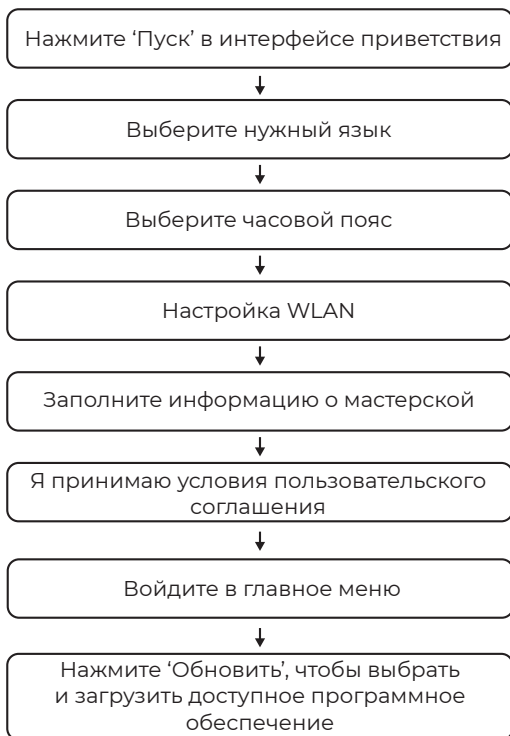 Нажмите ‘Пуск’ в интерфейсе приветствия
Выберите нужный язык
Выберите часовой пояс
Настройка WLAN
Заполните информацию о мастерской
Я принимаю условия пользовательского
соглашения
Войдите в главное меню
Нажмите ‘Обновить’, чтобы выбрать
и загрузить доступное программное
обеспечение